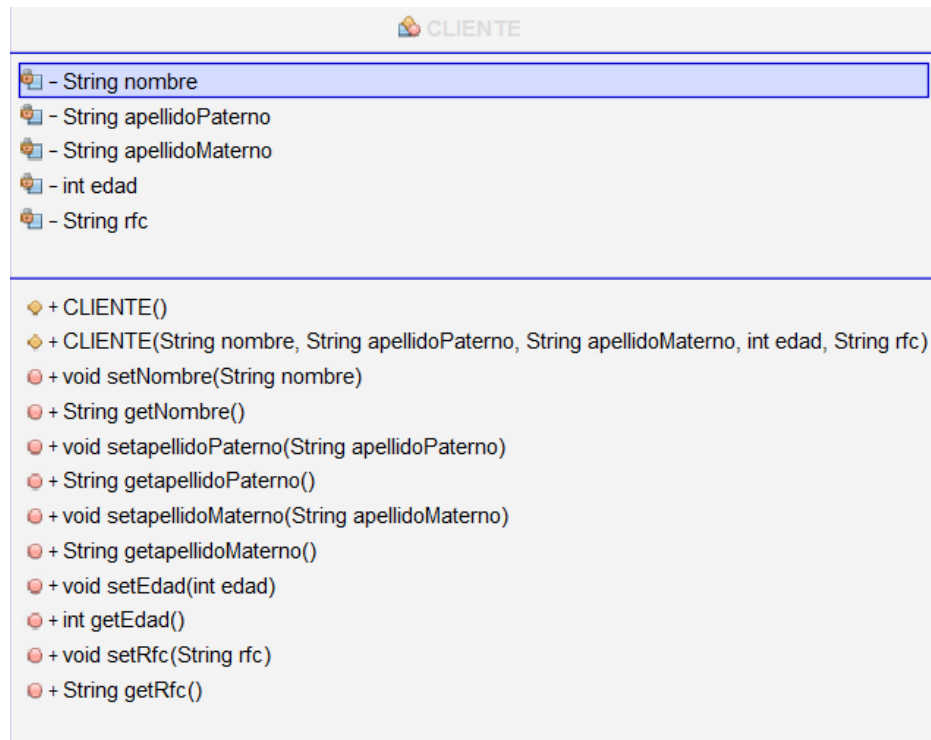 CLIENTE
– String nombre
– String apellidoPaterno
– String apellidoMaterno
– int edad
– String rfc
+ CLIENTE()
+ CLIENTE(String nombre, String apellidoPaterno, String apellidoMaterno, int edad, String rfc)
+ void setNombre(String nombre)
+ String getNombre()
+ void setapellidoPaterno(String apellidoPaterno)
+ String getapellidoPaterno()
+ void setapellidoMaterno(String apellidoMaterno)
+ String getapellidoMaterno()
+ void setEdad(int edad)
+ int getEdad()
+ void setRfc(String rfc)
+ String getRfc()